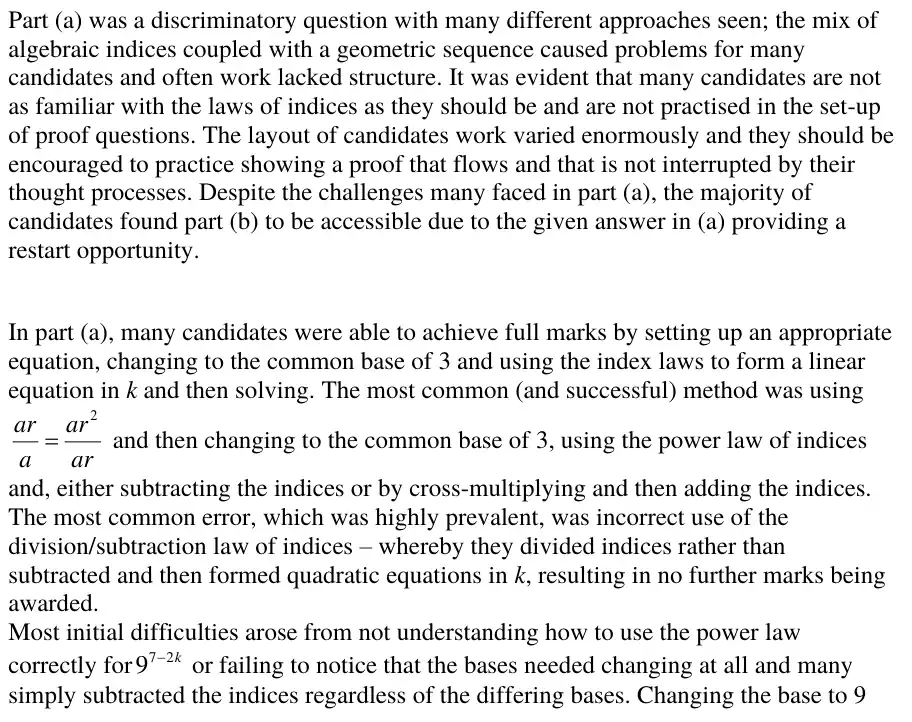 Part (a) was a discriminatory question with many different approaches seen; the mix of
algebraic indices coupled with a geometric sequence caused problems for many
candidates and often work lacked structure. It was evident that many candidates are not
as familiar with the laws of indices as they should be and are not practised in the set-up
of proof questions. The layout of candidates work varied enormously and they should be
encouraged to practice showing a proof that flows and that is not interrupted by their
thought processes. Despite the challenges many faced in part (a), the majority of
candidates found part (b) to be accessible due to the given answer in (a) providing a
restart opportunity.
In part (a), many candidates were able to achieve full marks by setting up an appropriate
equation, changing to the common base of 3 and using the index laws to form a linear
equation in k and then solving. The most common (and successful) method was using
ar/a = ar²/ar and then changing to the common base of 3, using the power law of indices
and, either subtracting the indices or by cross-multiplying and then adding the indices.
The most common error, which was highly prevalent, was incorrect use of the
division/subtraction law of indices – whereby they divided indices rather than
subtracted and then formed quadratic equations in k, resulting in no further marks being
awarded.
Most initial difficulties arose from not understanding how to use the power law
correctly for 9^{7−2k} or failing to notice that the bases needed changing at all and many
simply subtracted the indices regardless of the differing bases. Changing the base to 9